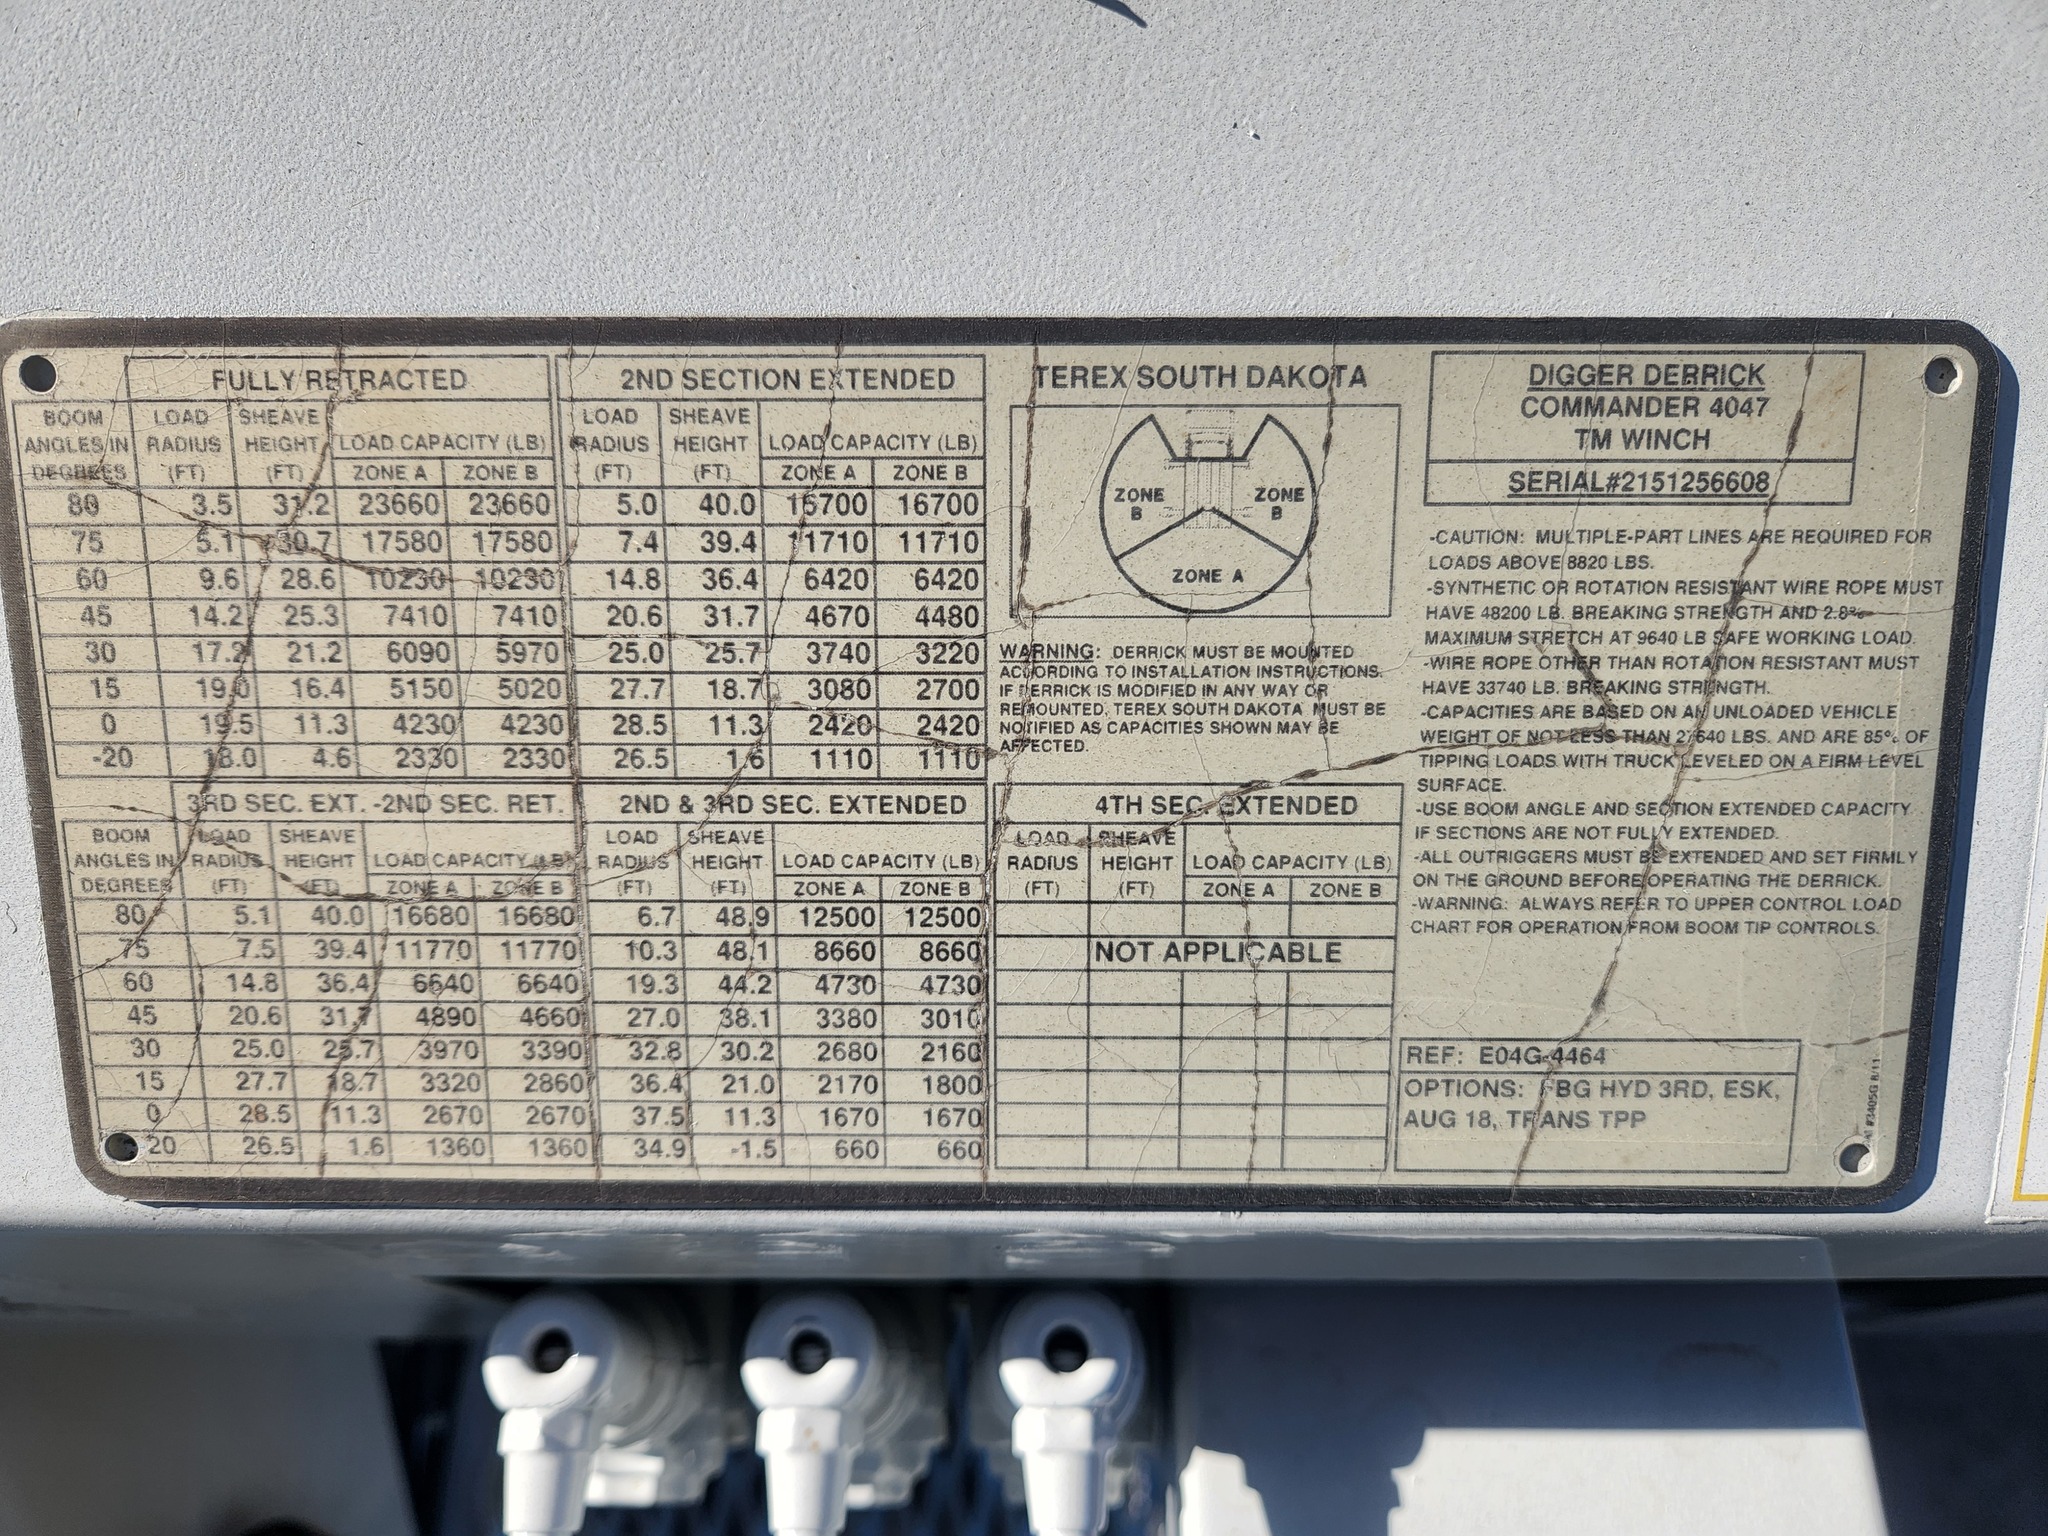 FULLY RETRACTED
BOOM ANGLES IN DEGREES LOAD RADIUS (FT) SHEAVE HEIGHT (FT) LOAD CAPACITY (LB) ZONE A ZONE B
80 3.5 31.2 23660 23660
75 5.1 30.7 17580 17580
60 9.6 28.6 10230 10230
45 14.2 25.3 7410 7410
30 17.2 21.2 6090 5970
15 19.0 16.4 5150 5020
0 19.5 11.3 4230 4230
-20 18.0 4.6 2330 2330
2ND SECTION EXTENDED
LOAD RADIUS (FT) SHEAVE HEIGHT (FT) LOAD CAPACITY (LB) ZONE A ZONE B
5.0 40.0 16700 16700
7.4 39.4 11710 11710
14.8 36.4 6420 6420
20.6 31.7 4670 4480
25.0 25.7 3740 3220
27.7 18.7 3080 2700
28.5 11.3 2420 2420
26.5 1.6 1110 1110
3RD SEC. EXT. -2ND SEC. RET.
BOOM ANGLES IN DEGREES LOAD RADIUS (FT) SHEAVE HEIGHT (FT) LOAD CAPACITY (LB) ZONE A ZONE B
80 5.1 40.0 16680 16680
75 7.5 39.4 11770 11770
60 14.8 36.4 6640 6640
45 20.6 31.7 4890 4660
30 25.0 25.7 3970 3390
15 27.7 18.7 3320 2860
0 28.5 11.3 2670 2670
20 26.5 1.6 1360 1360
2ND & 3RD SEC. EXTENDED
LOAD RADIUS (FT) SHEAVE HEIGHT (FT) LOAD CAPACITY (LB) ZONE A ZONE B
6.7 48.9 12500 12500
10.3 48.1 8660 8660
19.3 44.2 4730 4730
27.0 38.1 3380 3010
32.8 30.2 2680 2160
36.4 21.0 2170 1800
37.5 11.3 1670 1670
34.9 -1.5 660 660
TEREX SOUTH DAKOTA
ZONE B
ZONE B
ZONE A
WARNING: DERRICK MUST BE MOUNTED
ACCORDING TO INSTALLATION INSTRUCTIONS.
IF DERRICK IS MODIFIED IN ANY WAY OR
REMOUNTED, TEREX SOUTH DAKOTA MUST BE
NOTIFIED AS CAPACITIES SHOWN MAY BE
AFFECTED.
4TH SEC. EXTENDED
LOAD RADIUS (FT) SHEAVE HEIGHT (FT) LOAD CAPACITY (LB) ZONE A ZONE B
NOT APPLICABLE
DIGGER DERRICK
COMMANDER 4047
TM WINCH
SERIAL#2151256608
-CAUTION: MULTIPLE-PART LINES ARE REQUIRED FOR
LOADS ABOVE 8820 LBS.
-SYNTHETIC OR ROTATION RESISTANT WIRE ROPE MUST
HAVE 48200 LB. BREAKING STRENGTH AND 2.8%
MAXIMUM STRETCH AT 9640 LB SAFE WORKING LOAD.
-WIRE ROPE OTHER THAN ROTATION RESISTANT MUST
HAVE 33740 LB. BREAKING STRENGTH.
-CAPACITIES ARE BASED ON AN UNLOADED VEHICLE
WEIGHT OF NOT LESS THAN 27640 LBS. AND ARE 85% OF
TIPPING LOADS WITH TRUCK LEVELED ON A FIRM LEVEL
SURFACE.
-USE BOOM ANGLE AND SECTION EXTENDED CAPACITY
IF SECTIONS ARE NOT FULLY EXTENDED.
-ALL OUTRIGGERS MUST BE EXTENDED AND SET FIRMLY
ON THE GROUND BEFORE OPERATING THE DERRICK.
-WARNING: ALWAYS REFER TO UPPER CONTROL LOAD
CHART FOR OPERATION FROM BOOM TIP CONTROLS.
REF: E04G-4464
OPTIONS: FBG HYD 3RD, ESK,
AUG 18, TRANS TPP
#73405G 8/11